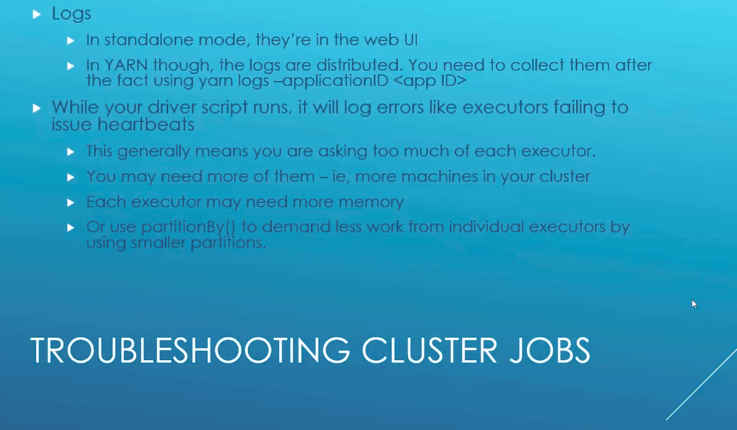 Logs
In standalone mode, they're in the web UI
In YARN though, the logs are distributed. You need to collect them after
the fact using yarn logs –applicationID <app ID>
While your driver script runs, it will log errors like executors failing to
issue heartbeats
This generally means you are asking too much of each executor.
You may need more of them – ie, more machines in your cluster
Each executor may need more memory
Or use partitionBy() to demand less work from individual executors by
using smaller partitions.
TROUBLESHOOTING CLUSTER JOBS